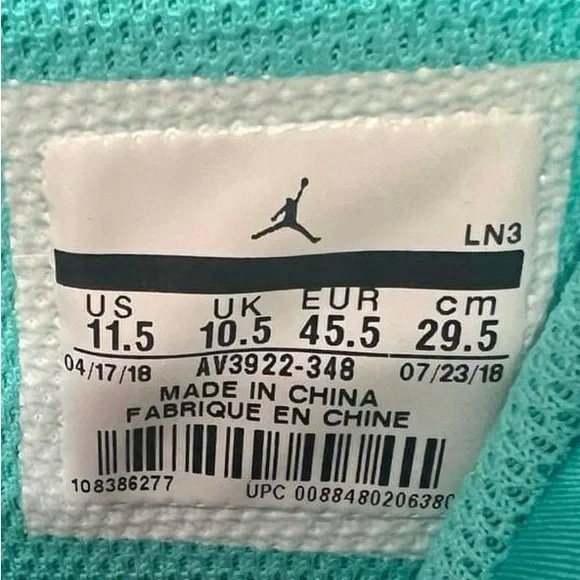 LN3
US UK EUR cm
11.5 10.5 45.5 29.5
04/17/18 AV3922-348 07/23/18
MADE IN CHINA
FABRIQUE EN CHINE
108386277 UPC 0088480206380